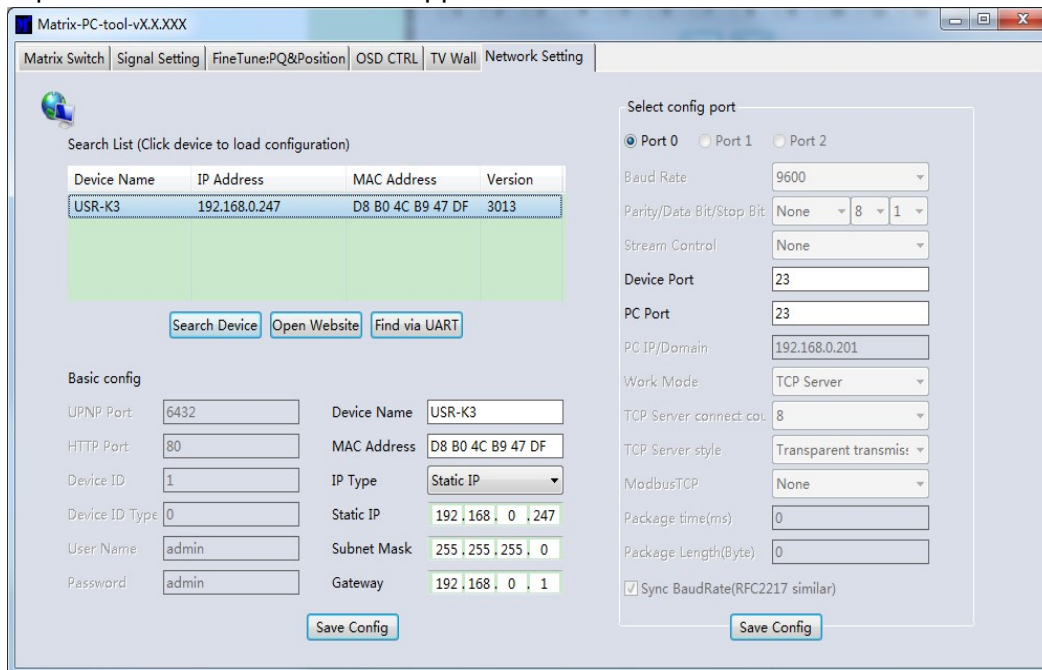 Matrix-PC-tool-vX.X.XXX
Matrix Switch Signal Setting FineTune:PQ&Position OSD CTRL TV Wall Network Setting
Search List (Click device to load configuration)
Device Name IP Address MAC Address Version
USR-K3 192.168.0.247 D8 B0 4C B9 47 DF 3013
Search Device Open Website Find via UART
Basic config
UPNP Port 6432 Device Name USR-K3
HTTP Port 80 MAC Address D8 B0 4C B9 47 DF
Device ID 1 IP Type Static IP
Device ID Type 0 Static IP 192 . 168 . 0 . 247
User Name admin Subnet Mask 255 . 255 . 255 . 0
Password admin Gateway 192 . 168 . 0 . 1
Save Config
Select config port
Port 0 Port 1 Port 2
Baud Rate 9600
Parity/Data Bit/Stop Bit None 8 1
Stream Control None
Device Port 23
PC Port 23
PC IP/Domain 192.168.0.201
Work Mode TCP Server
TCP Server connect cou 8
TCP Server style Transparent transmiss
ModbusTCP None
Package time(ms) 0
Package Length(Byte) 0
Sync BaudRate(RFC2217 similar)
Save Config